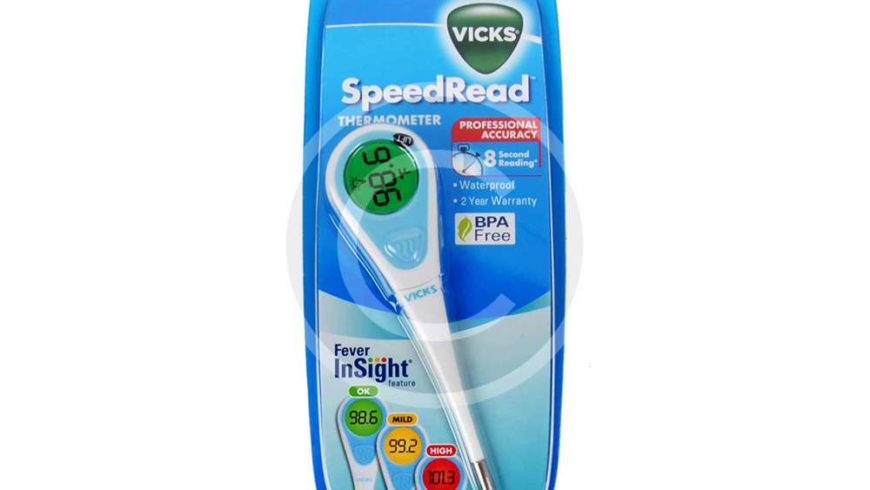 VICKS®
SpeedRead™
THERMOMETER
PROFESSIONAL
ACCURACY
8 Second
Reading*
• Waterproof
• 2 Year Warranty
BPA
Free
98.6
°F
VICKS
Fever
InSight®
feature
OK
98.6
MILD
99.2
HIGH
101.3